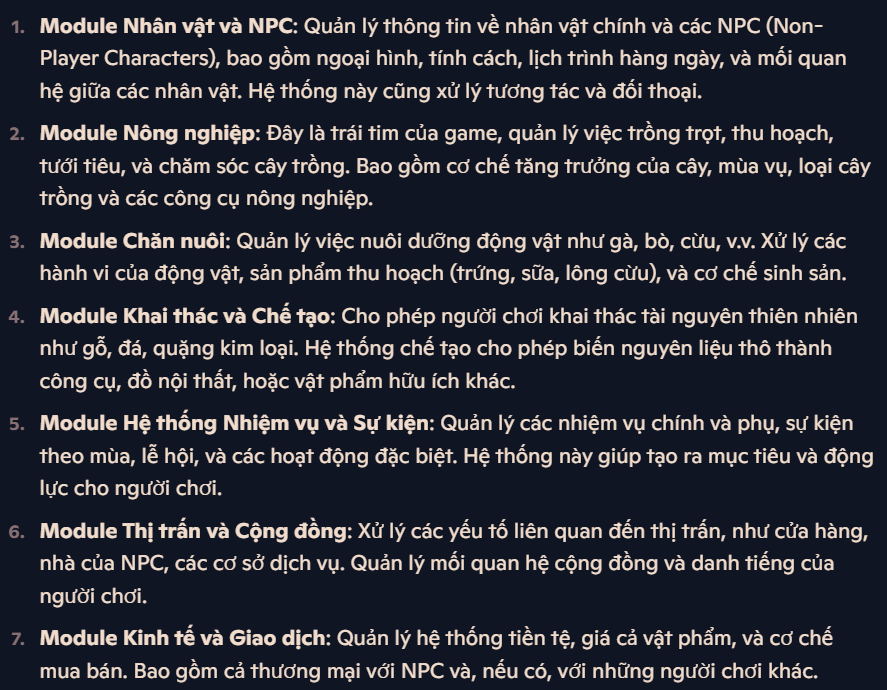 1. Module Nhân vật và NPC: Quản lý thông tin về nhân vật chính và các NPC (Non-
Player Characters), bao gồm ngoại hình, tính cách, lịch trình hàng ngày, và mối quan
hệ giữa các nhân vật. Hệ thống này cũng xử lý tương tác và đối thoại.
2. Module Nông nghiệp: Đây là trái tim của game, quản lý việc trồng trọt, thu hoạch,
tưới tiêu, và chăm sóc cây trồng. Bao gồm cơ chế tăng trưởng của cây, mùa vụ, loại cây
trồng và các công cụ nông nghiệp.
3. Module Chăn nuôi: Quản lý việc nuôi dưỡng động vật như gà, bò, cừu, v.v. Xử lý các
hành vi của động vật, sản phẩm thu hoạch (trứng, sữa, lông cừu), và cơ chế sinh sản.
4. Module Khai thác và Chế tạo: Cho phép người chơi khai thác tài nguyên thiên nhiên
như gỗ, đá, quặng kim loại. Hệ thống chế tạo cho phép biến nguyên liệu thô thành
công cụ, đồ nội thất, hoặc vật phẩm hữu ích khác.
5. Module Hệ thống Nhiệm vụ và Sự kiện: Quản lý các nhiệm vụ chính và phụ, sự kiện
theo mùa, lễ hội, và các hoạt động đặc biệt. Hệ thống này giúp tạo ra mục tiêu và động
lực cho người chơi.
6. Module Thị trấn và Cộng đồng: Xử lý các yếu tố liên quan đến thị trấn, như cửa hàng,
nhà của NPC, các cơ sở dịch vụ. Quản lý mối quan hệ cộng đồng và danh tiếng của
người chơi.
7. Module Kinh tế và Giao dịch: Quản lý hệ thống tiền tệ, giá cả vật phẩm, và cơ chế
mua bán. Bao gồm cả thương mại với NPC và, nếu có, với những người chơi khác.